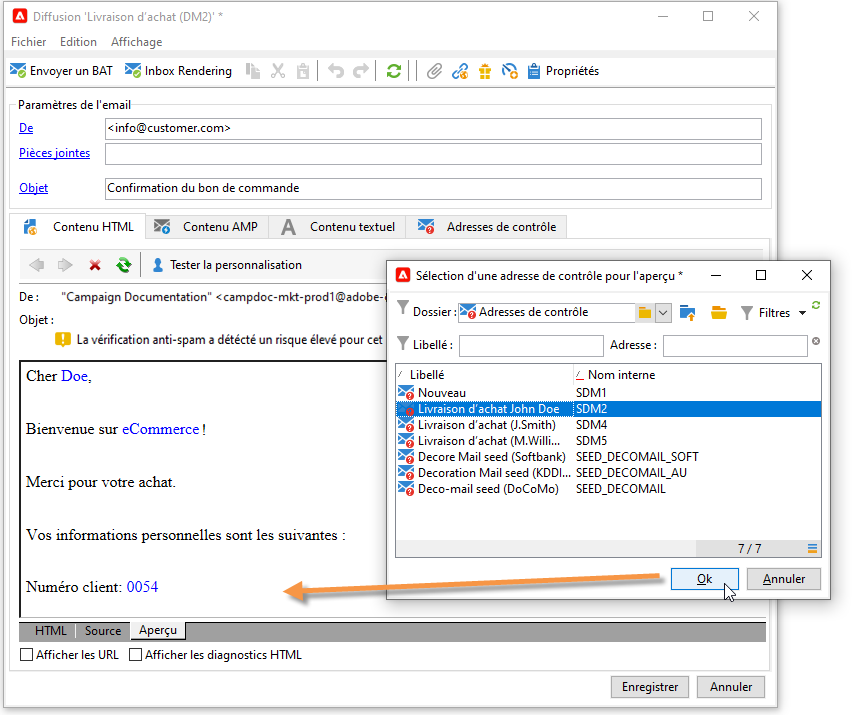 Diffusion 'Livraison d'achat (DM2)' *
Fichier Edition Affichage
Envoyer un BAT Inbox Rendering Propriétés
Paramètres de l'email
De <info@customer.com>
Pièces jointes
Objet Confirmation du bon de commande
Contenu HTML Contenu AMP Contenu textuel Adresses de contrôle
Tester la personnalisation
De : "Campaign Documentation" <campdoc-mkt-prod1@adobe-
Objet :
La vérification anti-spam a détécté un risque élevé pour cet
Cher Doe,
Bienvenue sur eCommerce !
Merci pour votre achat.
Vos informations personnelles sont les suivantes :
Numéro client: 0054
HTML Source Aperçu
Afficher les URL Afficher les diagnostics HTML
Enregistrer Annuler
Sélection d'une adresse de contrôle pour l'aperçu *
Dossier : Adresses de contrôle Filtres
Libellé : Adresse :
Libellé Nom interne
Nouveau SDM1
Livraison d'achat John Doe SDM2
Livraison d'achat (J.Smith) SDM4
Livraison d'achat (M.Willi... SDM5
Decore Mail seed (Softbank) SEED_DECOMAIL_SOFT
Decoration Mail seed (KDDI... SEED_DECOMAIL_AU
Deco-mail seed (DoCoMo) SEED_DECOMAIL
7 / 7
Ok Annuler